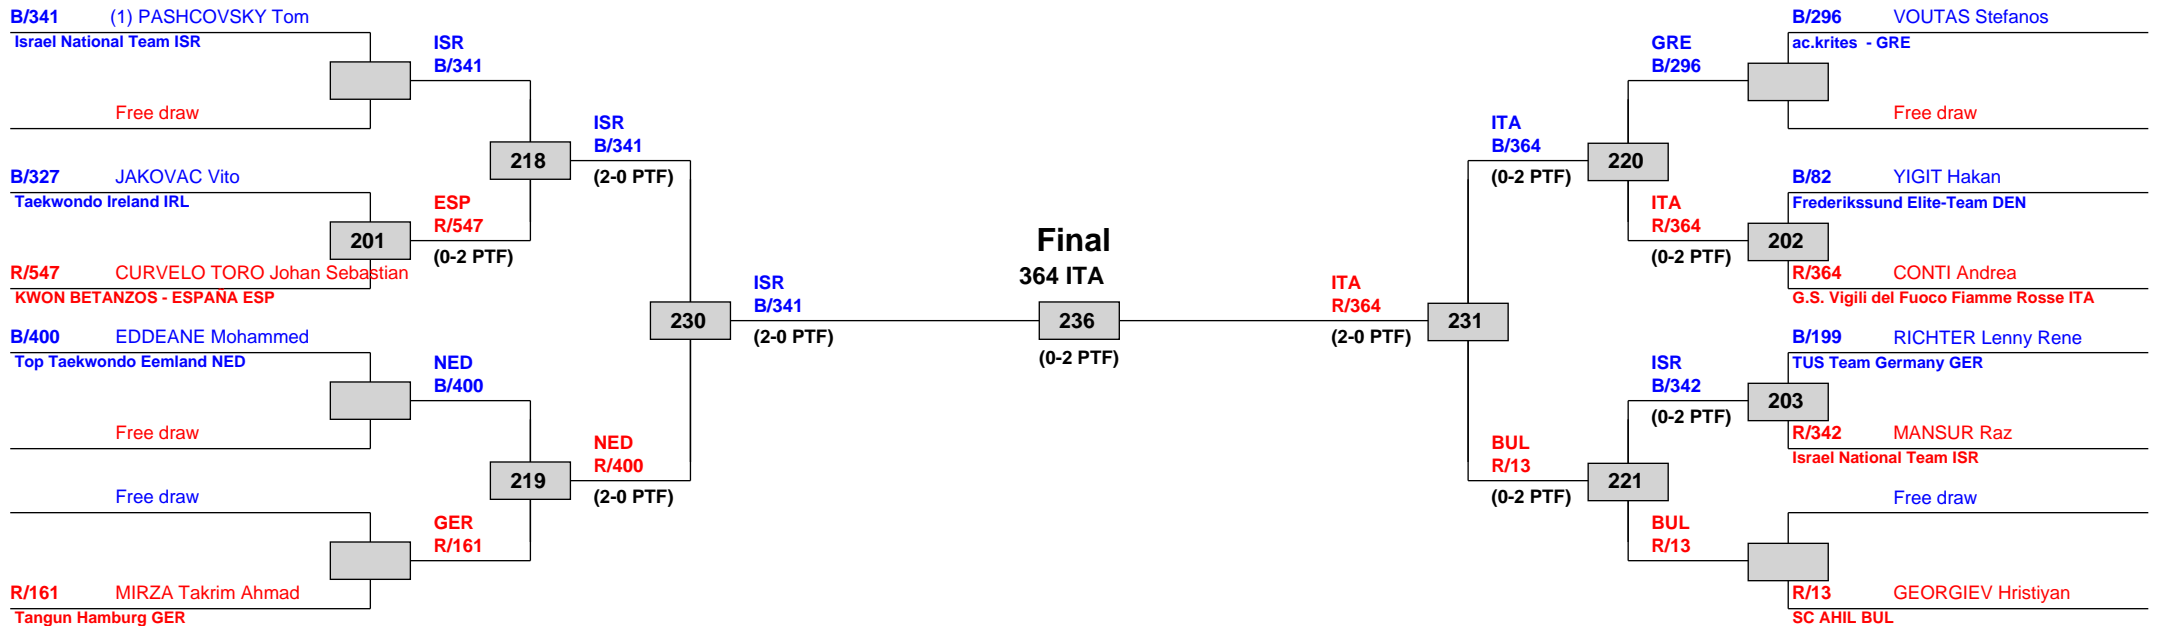 B/341 (1) PASHCOVSKY Tom
Israel National Team ISR
Free draw
B/327 JAKOVAC Vito
Taekwondo Ireland IRL
201
R/547 CURVELO TORO Johan Sebastian
KWON BETANZOS - ESPAÑA ESP
B/400 EDDEANE Mohammed
Top Taekwondo Eemland NED
Free draw
Free draw
R/161 MIRZA Takrim Ahmad
Tangun Hamburg GER
ISR
B/341
218
ESP
R/547
(0-2 PTF)
NED
B/400
219
GER
R/161
ISR
B/341
(2-0 PTF)
230
NED
R/400
(2-0 PTF)
ISR
B/341
(2-0 PTF)
Final
364 ITA
236
(0-2 PTF)
ITA
R/364
(2-0 PTF)
231
ITA
B/364
(0-2 PTF)
BUL
R/13
(0-2 PTF)
GRE
B/296
220
ITA
R/364
(0-2 PTF)
ISR
B/342
(0-2 PTF)
221
BUL
R/13
B/296 VOUTAS Stefanos
ac.krites - GRE
Free draw
B/82 YIGIT Hakan
Frederikssund Elite-Team DEN
202
R/364 CONTI Andrea
G.S. Vigili del Fuoco Fiamme Rosse ITA
B/199 RICHTER Lenny Rene
TUS Team Germany GER
203
R/342 MANSUR Raz
Israel National Team ISR
Free draw
R/13 GEORGIEV Hristiyan
SC AHIL BUL